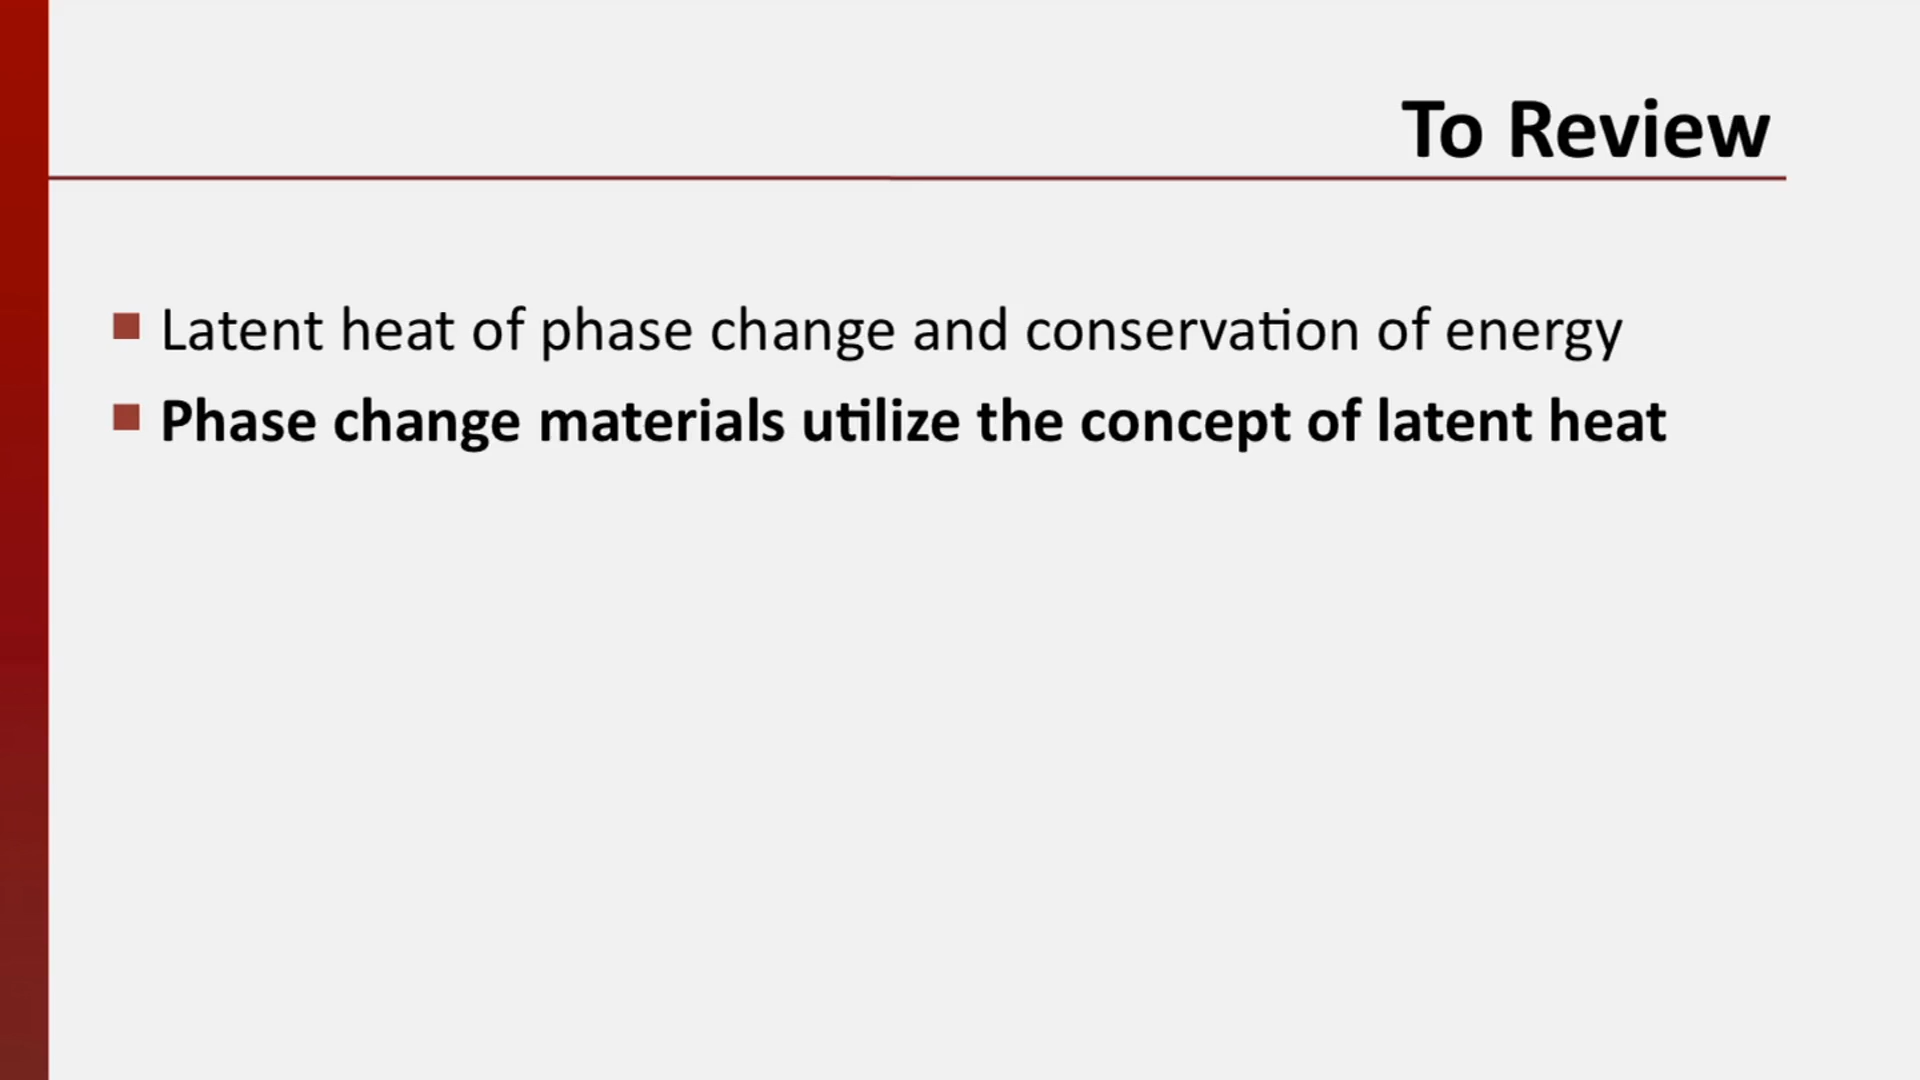 To Review
Latent heat of phase change and conservation of energy
Phase change materials utilize the concept of latent heat